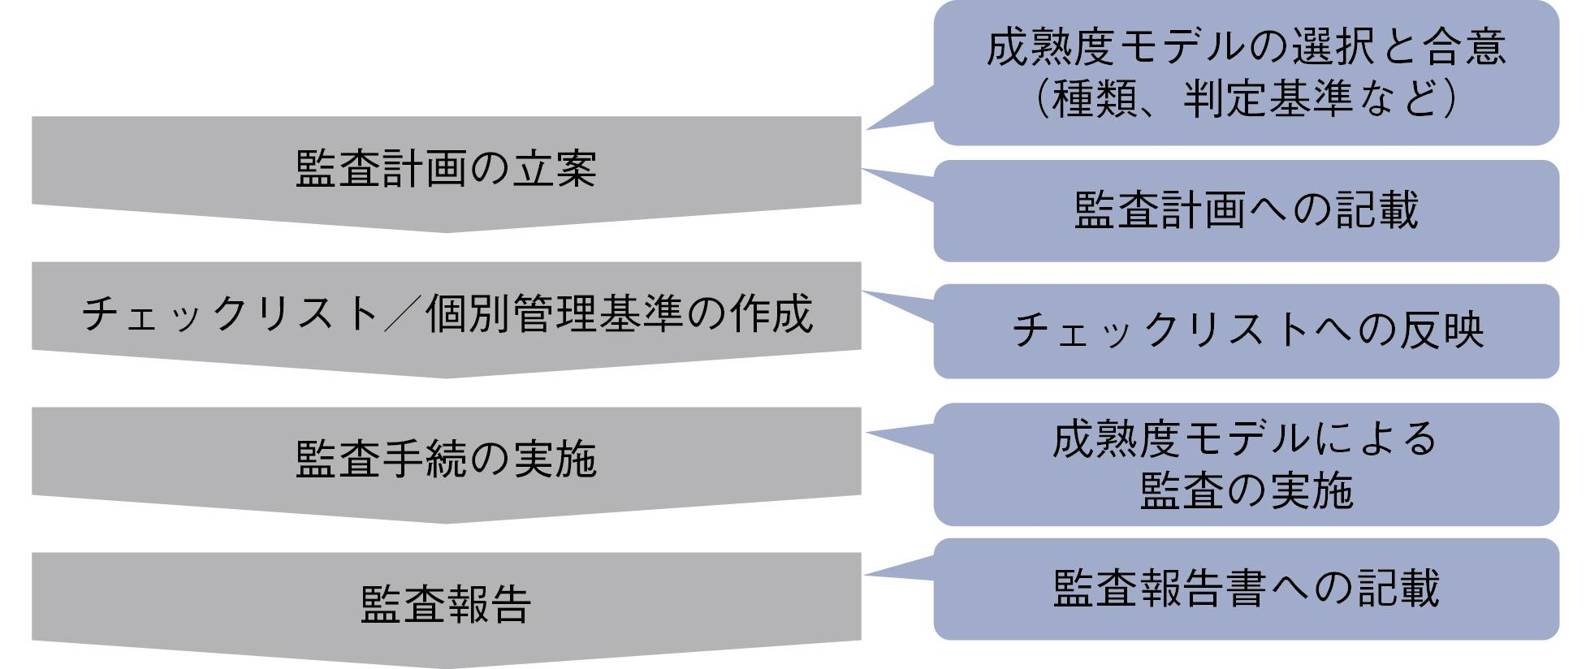 成熟度モデルの選択と合意
（種類、判定基準など）
監査計画の立案
監査計画への記載
チェックリスト／個別管理基準の作成
チェックリストへの反映
監査手続の実施
成熟度モデルによる
監査の実施
監査報告
監査報告書への記載